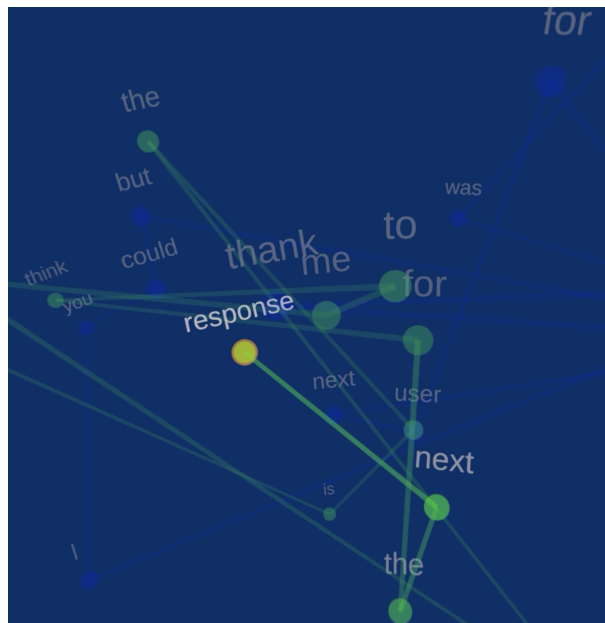 for
the
but
was
could
thank
to
me
think
you
for
response
next
user
next
is
I
the